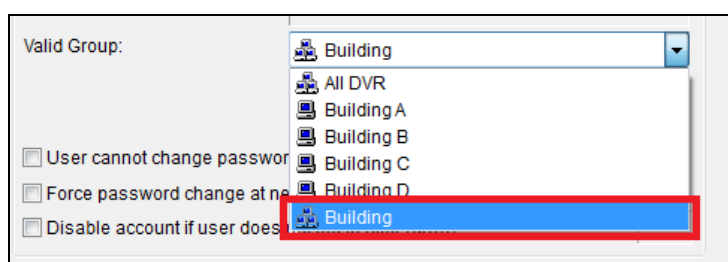 Valid Group:
Building
All DVR
Building A
Building B
Building C
Building D
Building
User cannot change passwor
Force password change at ne
Disable account if user does